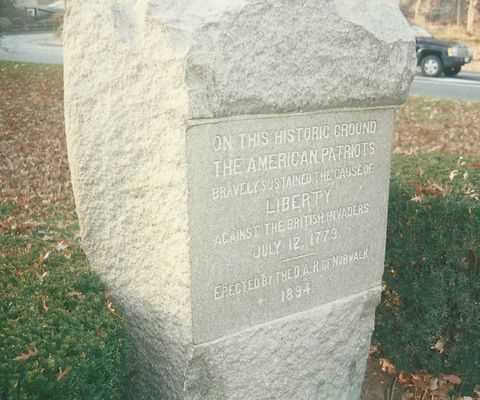 ON THIS HISTORIC GROUND
THE AMERICAN PATRIOTS
BRAVELY SUSTAINED THE CAUSE OF
LIBERTY
AGAINST THE BRITISH INVADERS
JULY 12, 1779.
ERECTED BY THE D.A.R. OF NORWALK
1894.